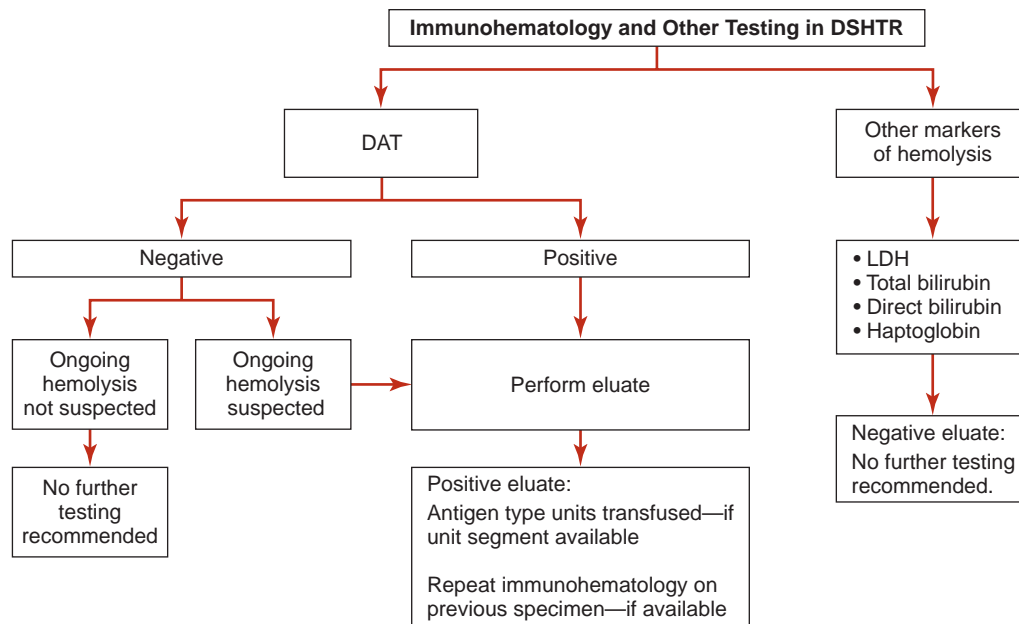 Immunohematology and Other Testing in DSHTR
DAT
Other markers
of hemolysis
Negative
Positive
• LDH
• Total bilirubin
• Direct bilirubin
• Haptoglobin
Ongoing
hemolysis
not suspected
Ongoing
hemolysis
suspected
Perform eluate
Negative eluate:
No further testing
recommended.
No further
testing
recommended
Positive eluate:
Antigen type units transfused—if
unit segment available
Repeat immunohematology on
previous specimen—if available